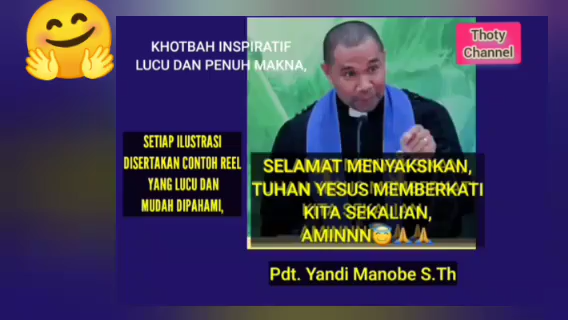 KHOTBAH INSPIRATIF
LUCU DAN PENUH MAKNA,
Thoty
Channel
SETIAP ILUSTRASI
DISERTAKAN CONTOH REEL
YANG LUCU DAN
MUDAH DIPAHAMI,
SELAMAT MENYAKSIKAN,
TUHAN YESUS MEMBERKATI
KITA SEKALIAN,
AMINNN😇🙏🙏
Pdt. Yandi Manobe S.Th